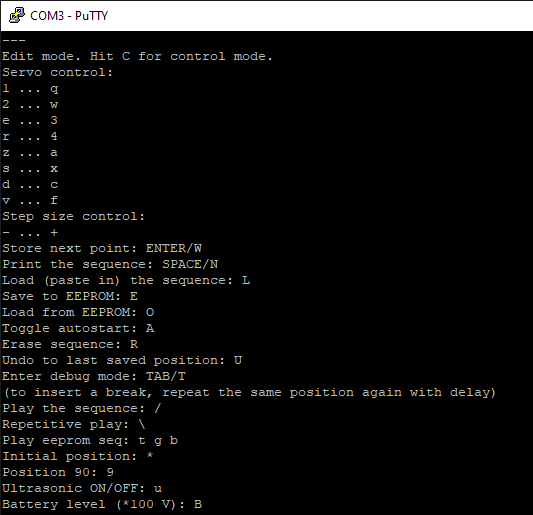 COM3 - PuTTY
---
Edit mode. Hit C for control mode.
Servo control:
1 ... q
2 ... w
e ... 3
r ... 4
z ... a
s ... x
d ... c
v ... f
Step size control:
- ... +
Store next point: ENTER/W
Print the sequence: SPACE/N
Load (paste in) the sequence: L
Save to EEPROM: E
Load from EEPROM: O
Toggle autostart: A
Erase sequence: R
Undo to last saved position: U
Enter debug mode: TAB/T
(to insert a break, repeat the same position again with delay)
Play the sequence: /
Repetitive play: \
Play eeprom seq: t g b
Initial position: *
Position 90: 9
Ultrasonic ON/OFF: u
Battery level (*100 V): B